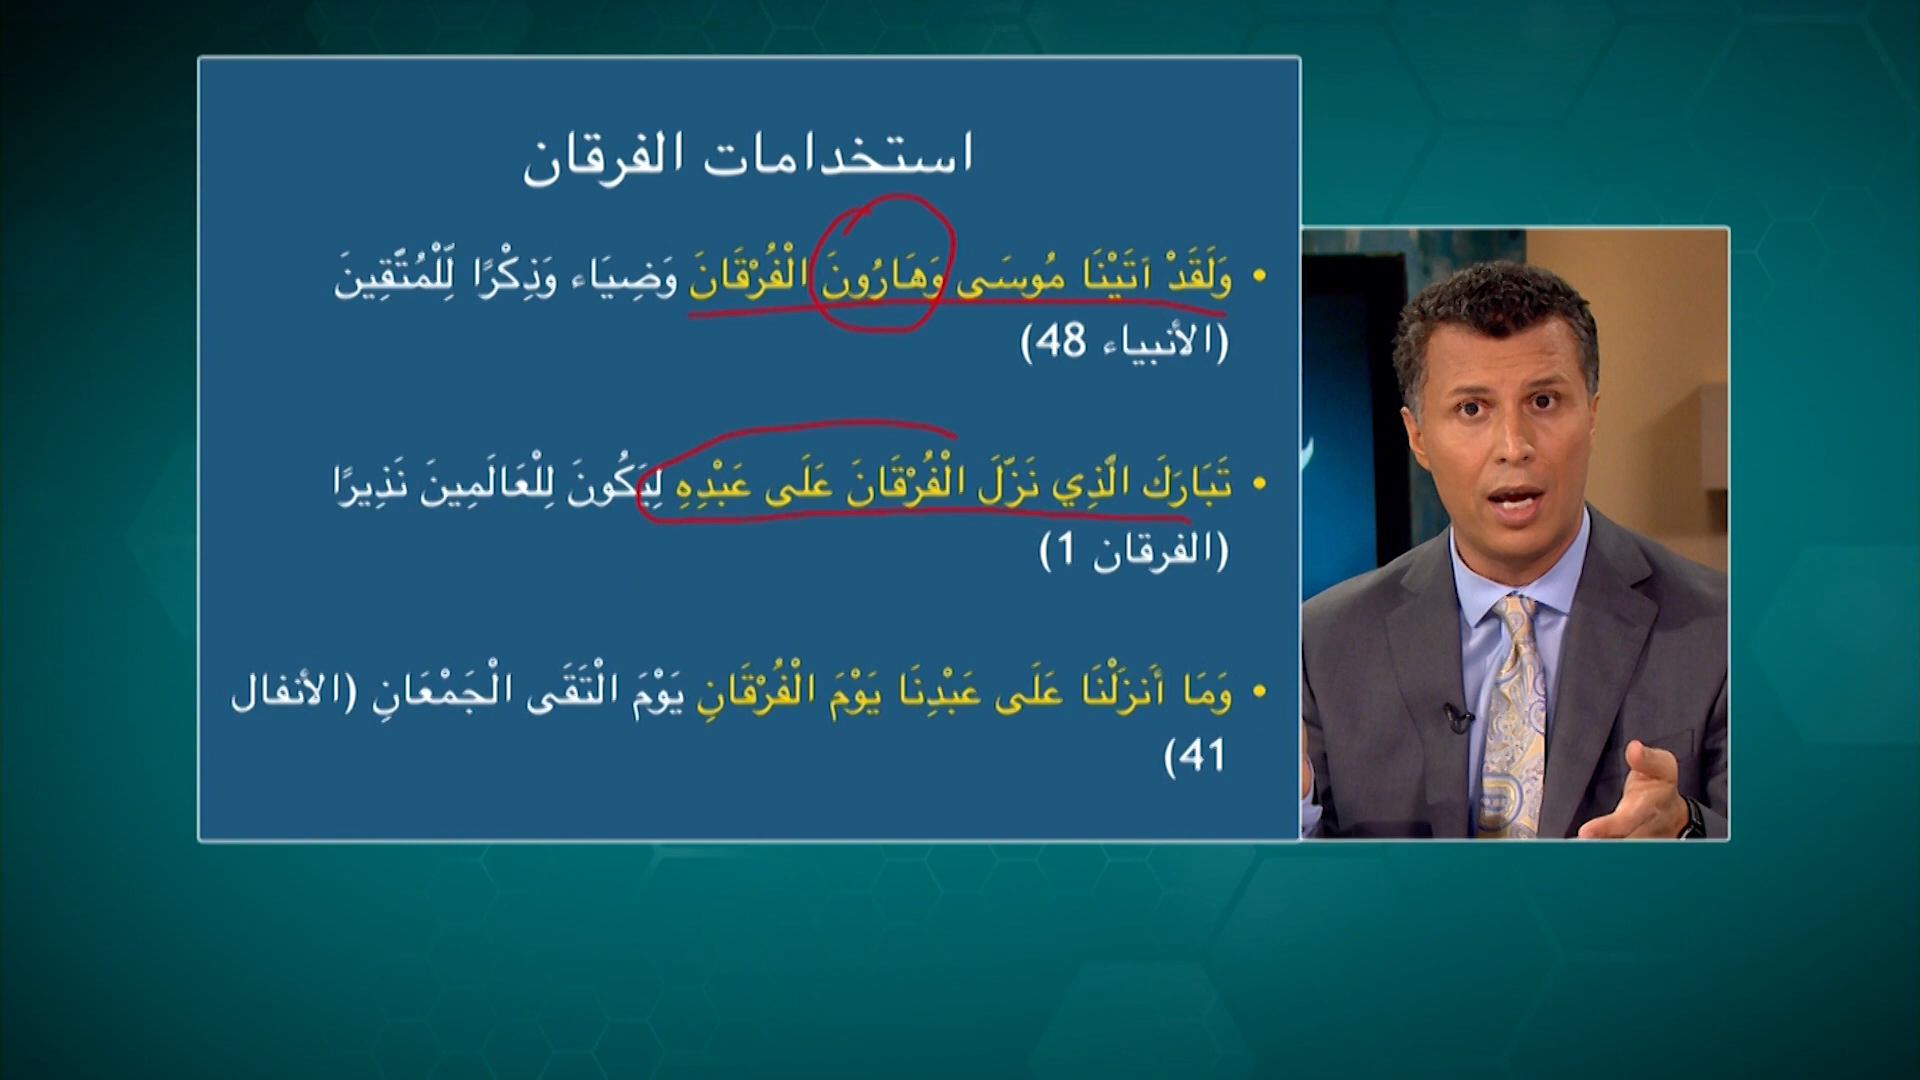 استخدامات الفرقان
• وَلَقَدْ اتَيْنَا مُوسَى وَهَارُونَ الْفُرْقَانَ وَضِيَاء وَذِكْرًا لِّلْمُتَّقِينَ
(الأنبياء 48)
• تَبَارَكَ الَّذِي نَزَّلَ الْفُرْقَانَ عَلَى عَبْدِهِ لِيَكُونَ لِلْعَالَمِينَ نَذِيرًا
(الفرقان 1)
• وَمَا أَنزَلْنَا عَلَى عَبْدِنَا يَوْمَ الْفُرْقَانِ يَوْمَ الْتَقَى الْجَمْعَانِ (الأنفال
41)